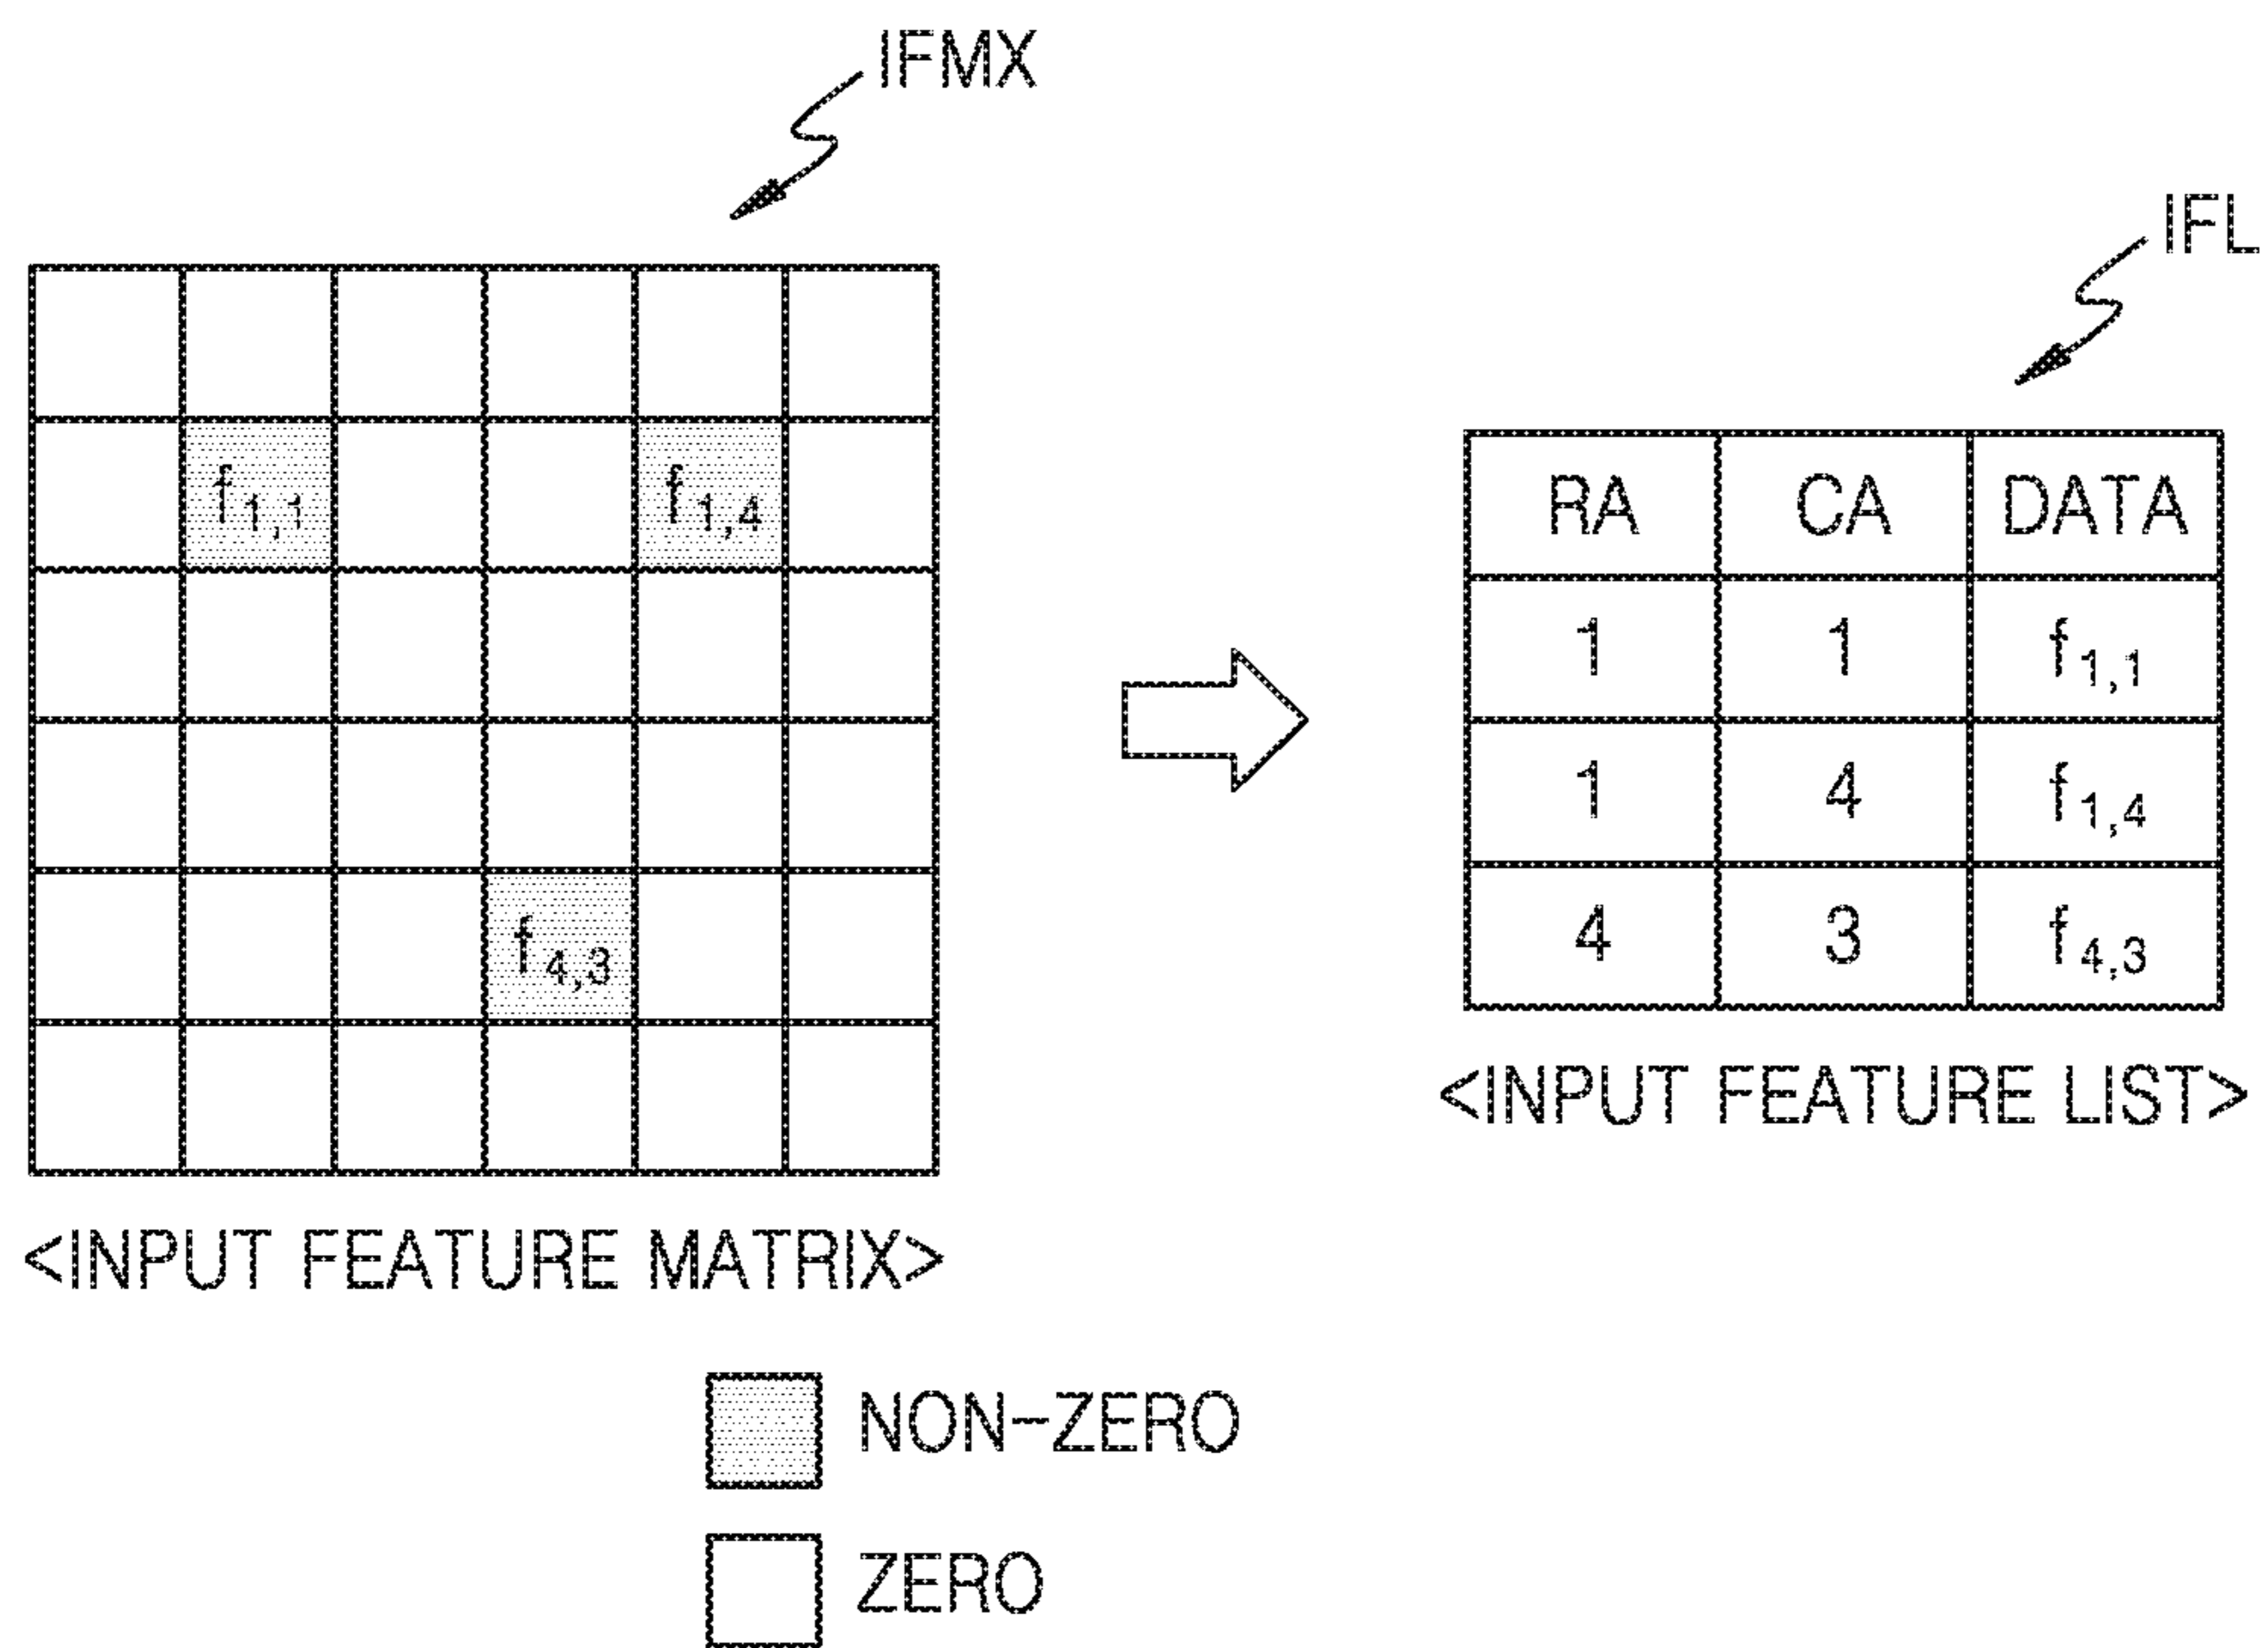 IFMX
IFL
f1,1 f1,4
f4,3
<INPUT FEATURE MATRIX>
RA CA DATA
1 1 f1,1
1 4 f1,4
4 3 f4,3
<INPUT FEATURE LIST>
NON-ZERO
ZERO